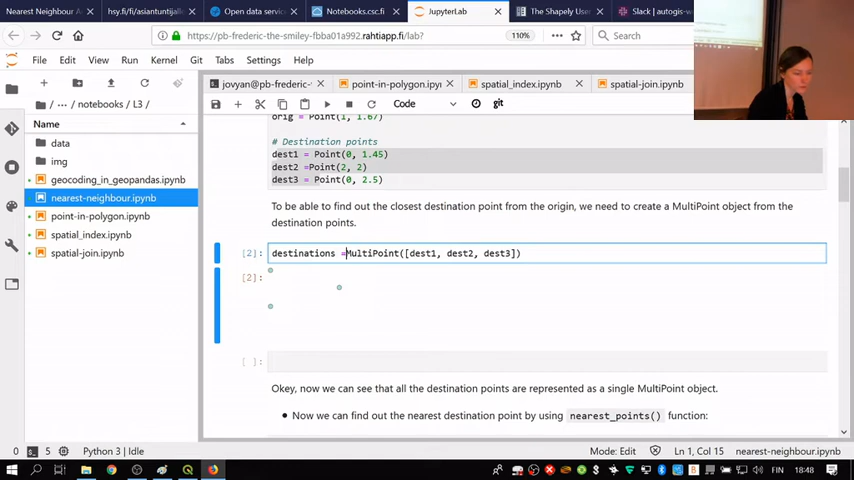 Nearest Neighbour A
hsy.fi/fi/asiantuntijalle
Open data servic
Notebooks.csc.fi
JupyterLab
The Shapely Use
Slack | autogis-w
https://pb-frederic-the-smiley-fbba01a992.rahtiapp.fi/lab?
110%
Search
File Edit View Run Kernel Git Tabs Settings Help
jovyan@pb-frederic-
point-in-polygon.ipyn
spatial_index.ipynb
spatial-join.ipynb
/ ... / notebooks / L3 /
Code
git
Name
data
img
geocoding_in_geopandas.ipynb
nearest-neighbour.ipynb
point-in-polygon.ipynb
spatial_index.ipynb
spatial-join.ipynb
orig = Point(1, 1.67)
# Destination points
dest1 = Point(0, 1.45)
dest2 =Point(2, 2)
dest3 = Point(0, 2.5)
To be able to find out the closest destination point from the origin, we need to create a MultiPoint object from the
destination points.
[2]: destinations =MultiPoint([dest1, dest2, dest3])
[2]:
[ ]:
Okey, now we can see that all the destination points are represented as a single MultiPoint object.
• Now we can find out the nearest destination point by using nearest_points() function:
0 5 Python 3 | Idle
Mode: Edit Ln 1, Col 15 nearest-neighbour.ipynb
FIN 18:48